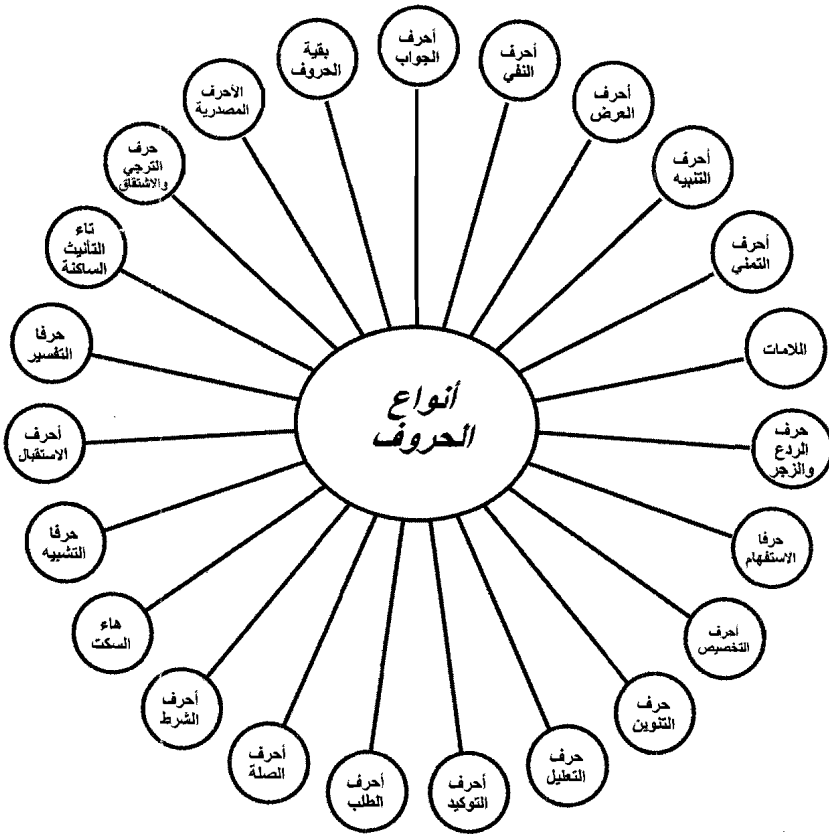 أنواع
الحروف
أحرف
الجواب
أحرف
النفي
أحرف
العرض
أحرف
التنبيه
أحرف
التمني
اللامات
حرف
الردع
والزجر
حرفا
الاستفهام
أحرف
التخصيص
حرف
التنوين
حرف
التعليل
أحرف
التوكيد
أحرف
الطلب
أحرف
الصلة
أحرف
الشرط
هاء
السكت
حرفا
التشبيه
أحرف
الاستقبال
حرفا
التفسير
تاء
التأنيث
الساكنة
حرف
الترجي
والاشتقاق
الأحرف
المصدرية
بقية
الحروف